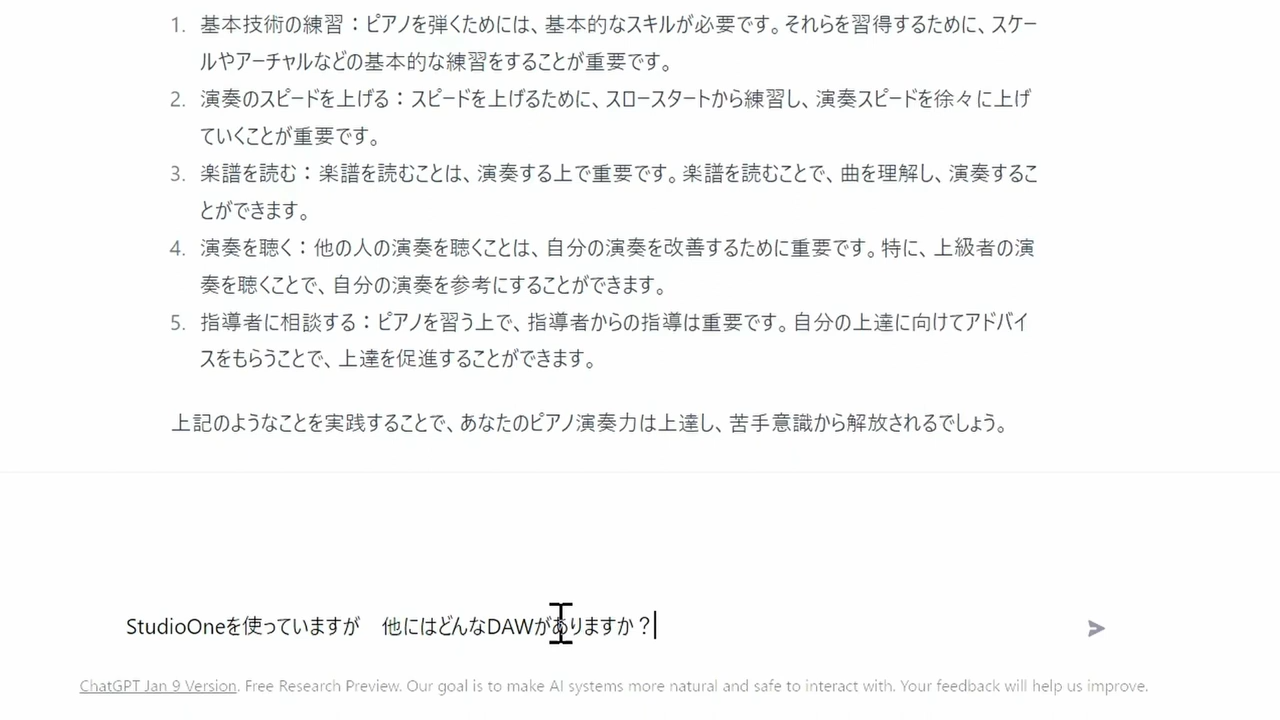 1. 基本技術の練習：ピアノを弾くためには、基本的なスキルが必要です。それらを習得するために、スケー
ルやアーチャルなどの基本的な練習をすることが重要です。
2. 演奏のスピードを上げる：スピードを上げるために、スロースタートから練習し、演奏スピードを徐々に上げ
ていくことが重要です。
3. 楽譜を読む：楽譜を読むことは、演奏する上で重要です。楽譜を読むことで、曲を理解し、演奏するこ
とができます。
4. 演奏を聴く：他の人の演奏を聴くことは、自分の演奏を改善するために重要です。特に、上級者の演
奏を聴くことで、自分の演奏を参考にすることができます。
5. 指導者に相談する：ピアノを習う上で、指導者からの指導は重要です。自分の上達に向けてアドバイ
スをもらうことで、上達を促進することができます。
上記のようなことを実践することで、あなたのピアノ演奏力は上達し、苦手意識から解放されるでしょう。
StudioOneを使っていますが　他にはどんなDAWがありますか？
ChatGPT Jan 9 Version. Free Research Preview. Our goal is to make AI systems more natural and safe to interact with. Your feedback will help us improve.